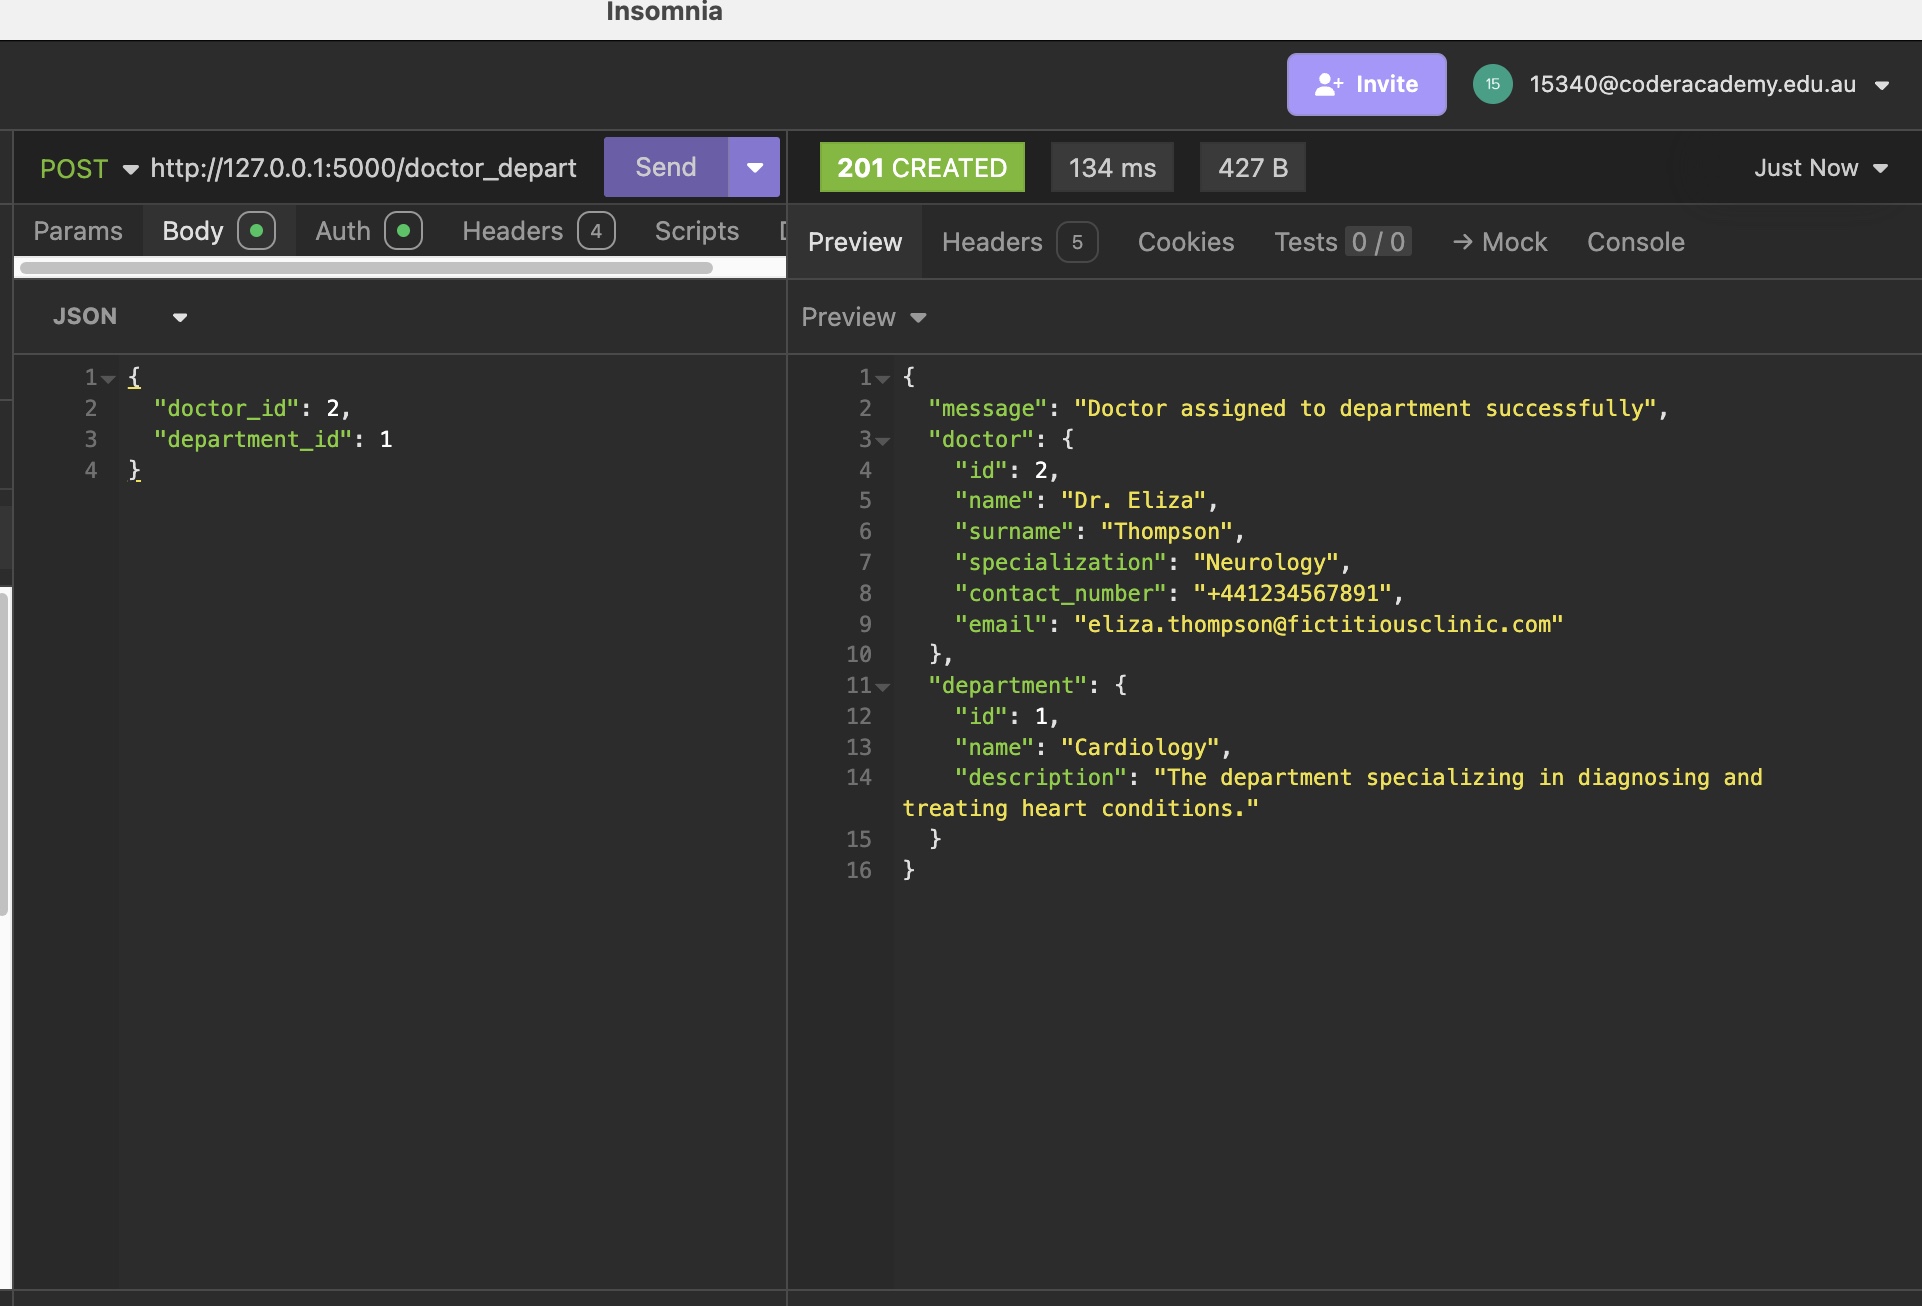 Insomnia
Invite
15
15340@coderacademy.edu.au
POST http://127.0.0.1:5000/doctor_depart Send
201 CREATED 134 ms 427 B Just Now
Params Body Auth Headers 4 Scripts
Preview Headers 5 Cookies Tests 0 / 0 → Mock Console
JSON
Preview
1 {
2 "doctor_id": 2,
3 "department_id": 1
4 }
1 {
2 "message": "Doctor assigned to department successfully",
3 "doctor": {
4 "id": 2,
5 "name": "Dr. Eliza",
6 "surname": "Thompson",
7 "specialization": "Neurology",
8 "contact_number": "+441234567891",
9 "email": "eliza.thompson@fictitiousclinic.com"
10 },
11 "department": {
12 "id": 1,
13 "name": "Cardiology",
14 "description": "The department specializing in diagnosing and
treating heart conditions."
15 }
16 }